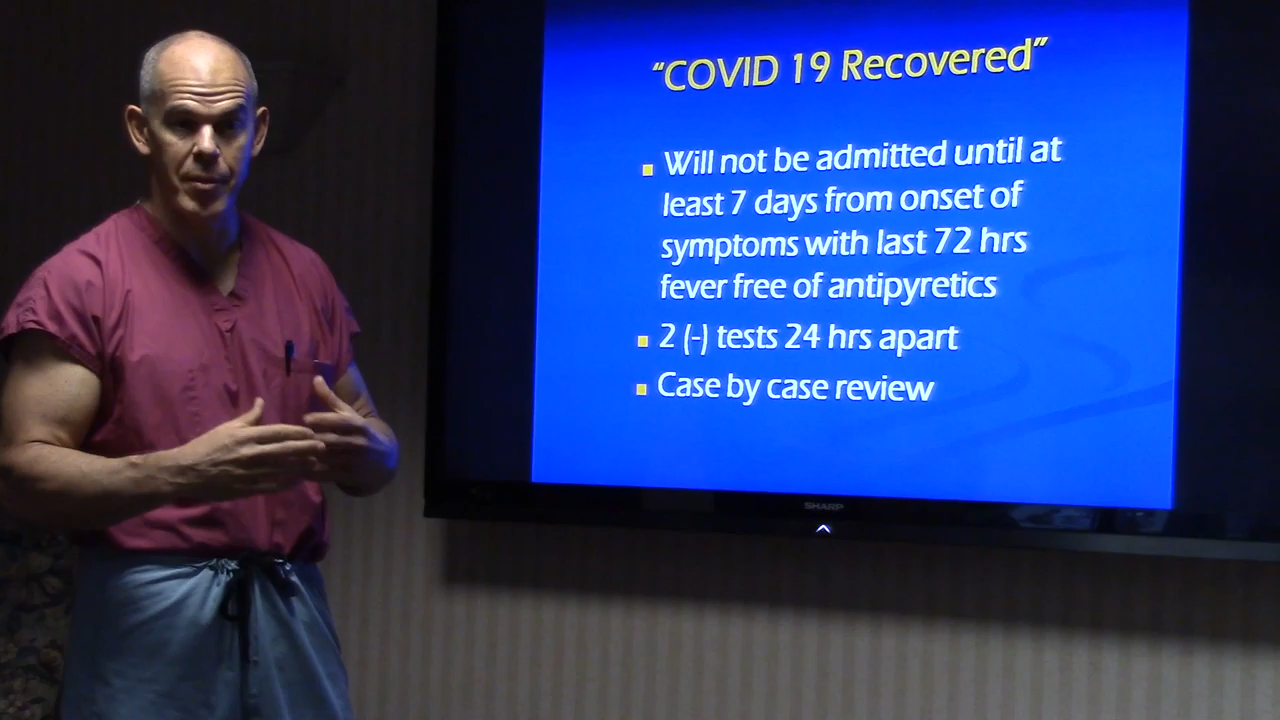 “COVID 19 Recovered”
Will not be admitted until at
least 7 days from onset of
symptoms with last 72 hrs
fever free of antipyretics
2 (-) tests 24 hrs apart
Case by case review
SHARP